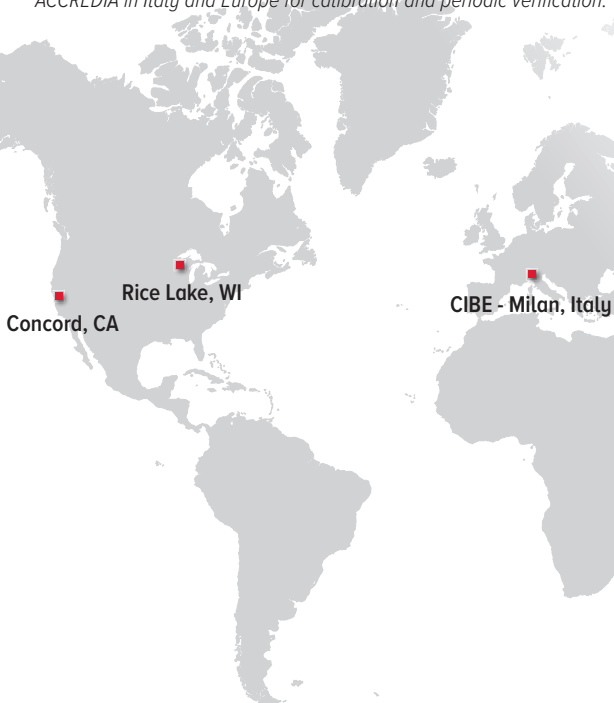 ACCREDIA in Italy and Europe for calibration and periodic verification.
Rice Lake, WI
CIBE - Milan, Italy
Concord, CA